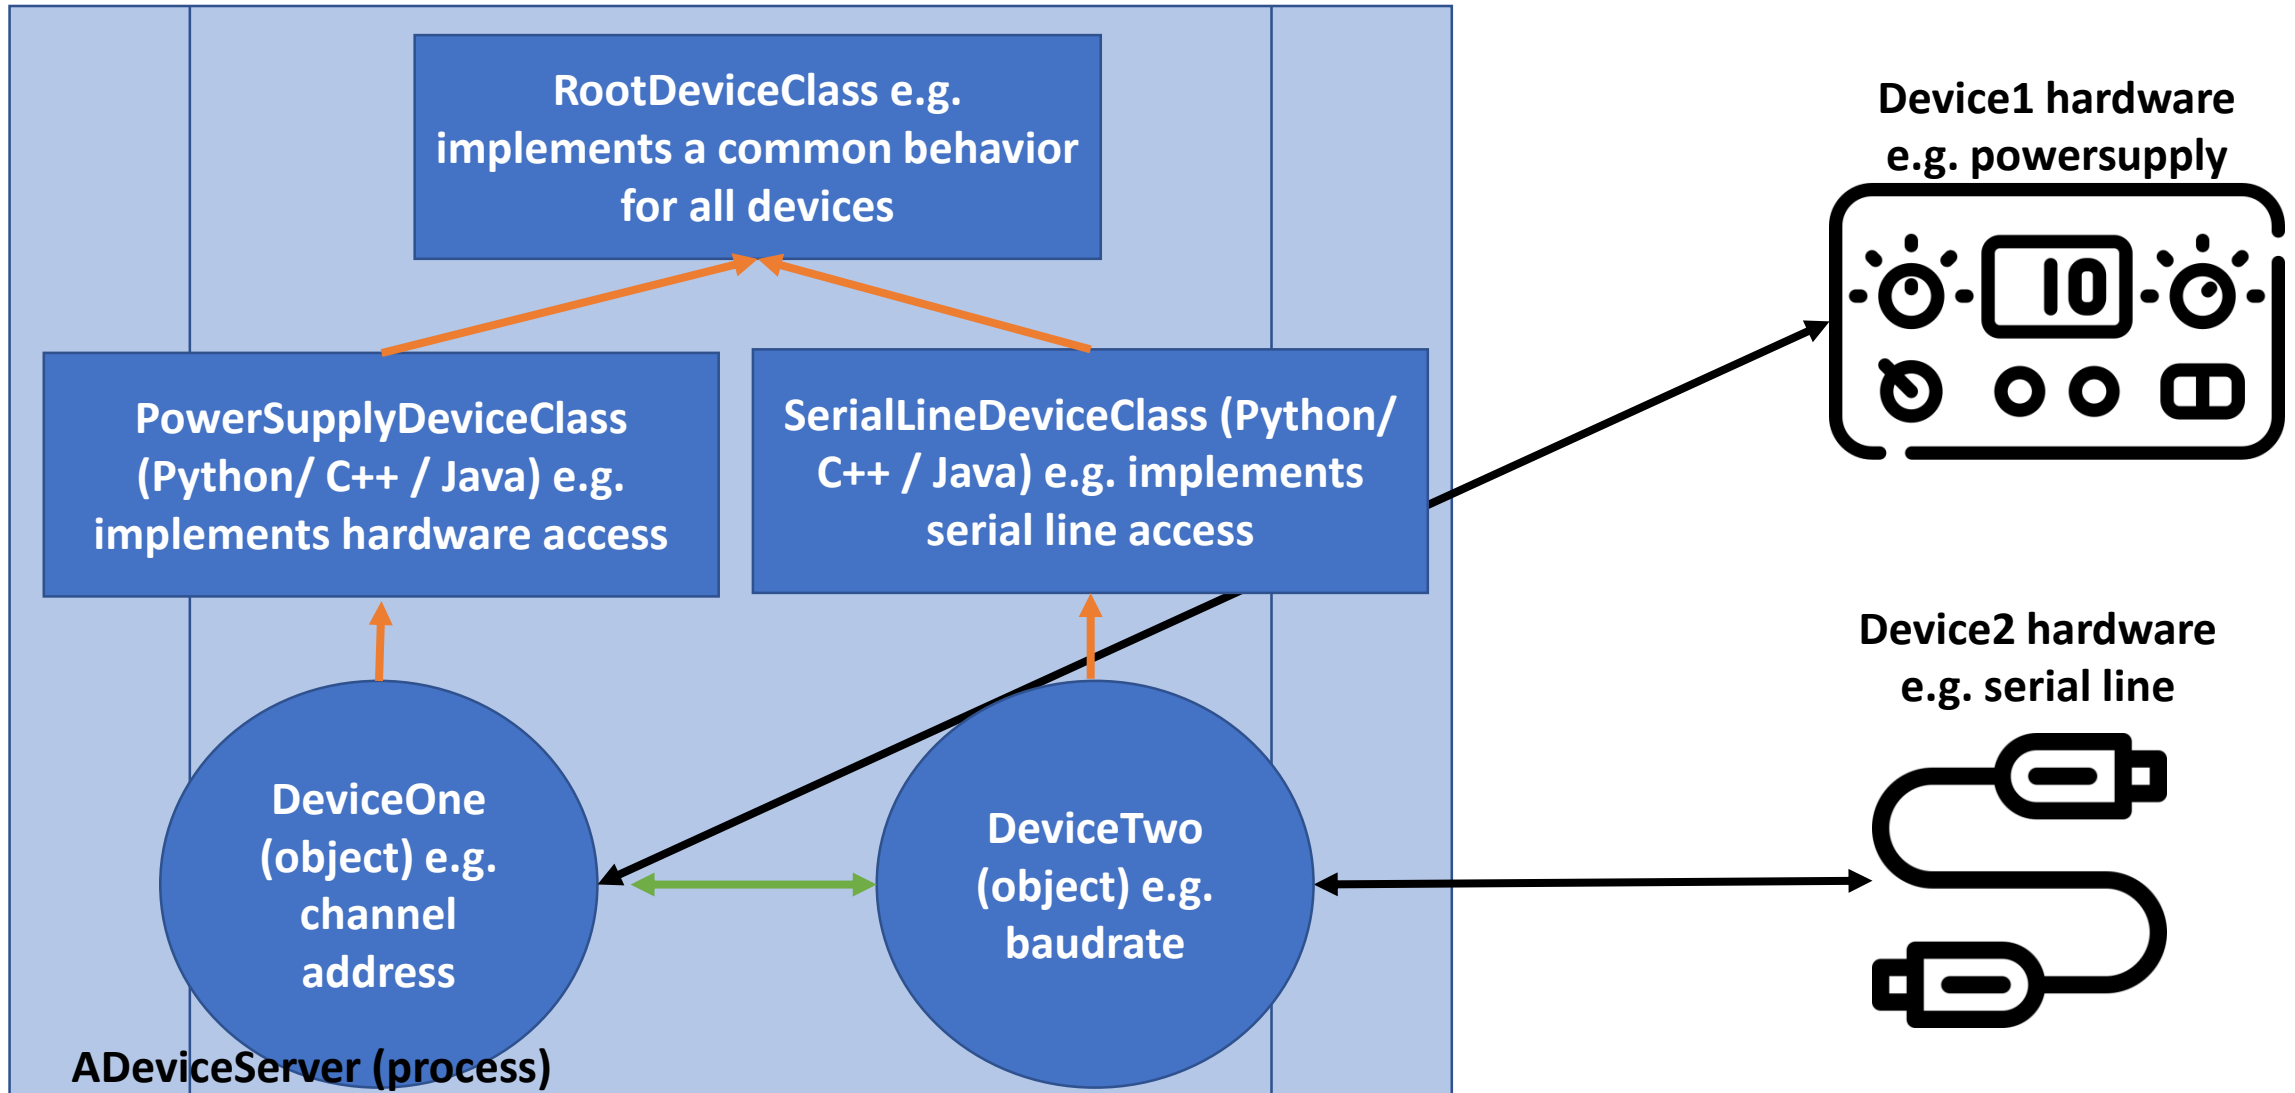 RootDeviceClass e.g.
implements a common behavior
for all devices
Device1 hardware
e.g. powersupply
10
PowerSupplyDeviceClass
(Python/ C++ / Java) e.g.
implements hardware access
SerialLineDeviceClass (Python/
C++ / Java) e.g. implements
serial line access
Device2 hardware
e.g. serial line
DeviceOne
(object) e.g.
channel
address
DeviceTwo
(object) e.g.
baudrate
ADeviceServer (process)